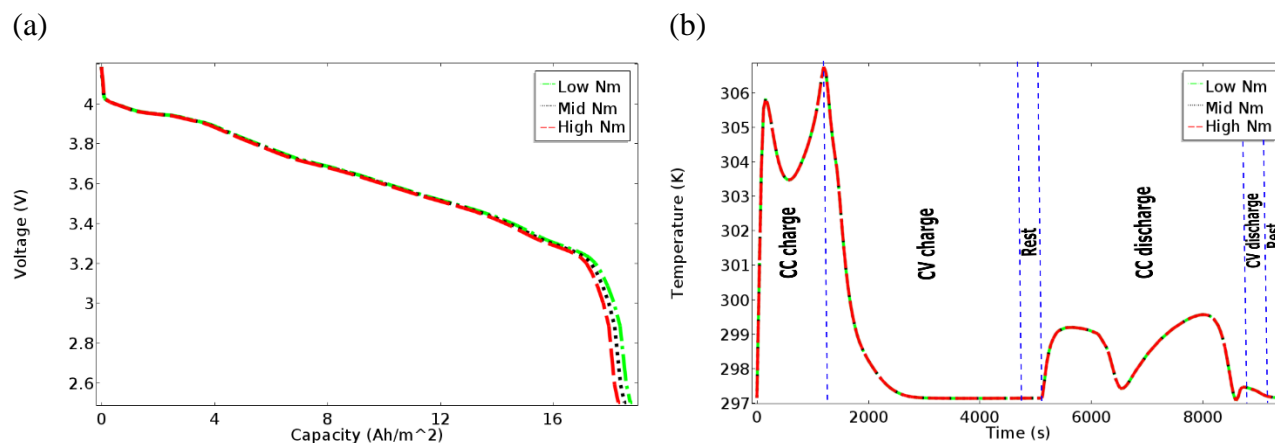 (a)
(b)
Low Nm
Mid Nm
High Nm
4
3.8
3.6
3.4
3.2
3
2.8
2.6
Voltage (V)
0
4
8
12
16
Capacity (Ah/m^2)
Low Nm
Mid Nm
High Nm
306
305
304
303
302
301
300
299
298
297
Temperature (K)
CC charge
CV charge
Rest
CC discharge
CV discharge
Rest
0
2000
4000
6000
8000
Time (s)